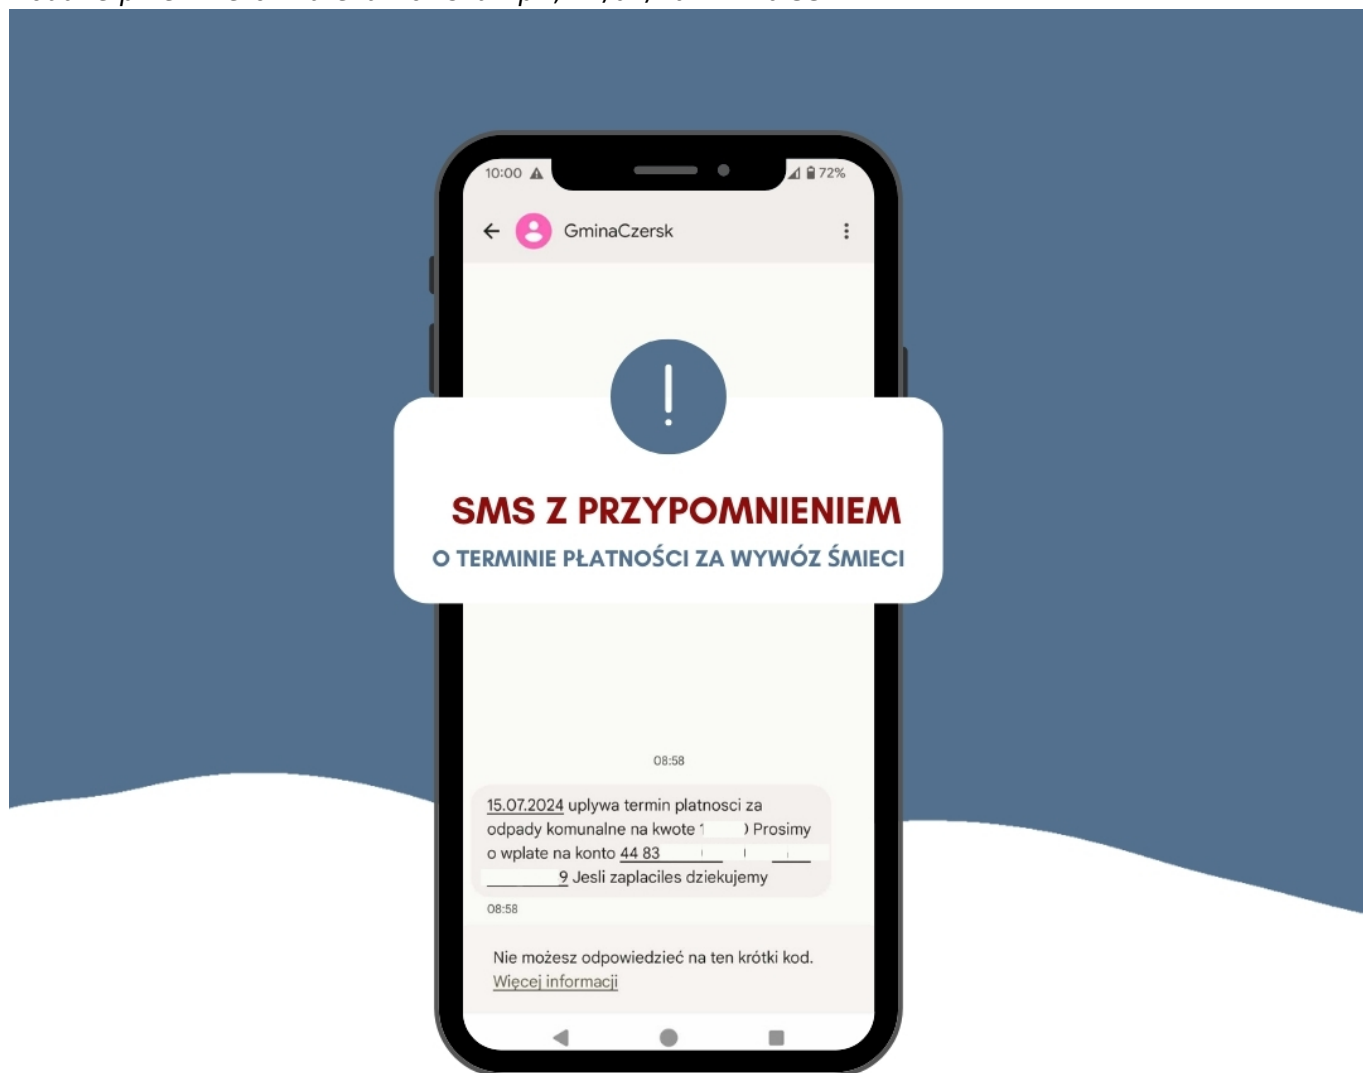 10:00 72%
GminaCzersk
!
SMS Z PRZYPOMNIENIEM
O TERMINIE PŁATNOŚCI ZA WYWÓZ ŚMIECI
08:58
15.07.2024 uplywa termin platnosci za
odpady komunalne na kwote Prosimy
o wplate na konto 44 83
9 Jesli zaplaciles dziekujemy
08:58
Nie możesz odpowiedzieć na ten krótki kod.
Więcej informacji